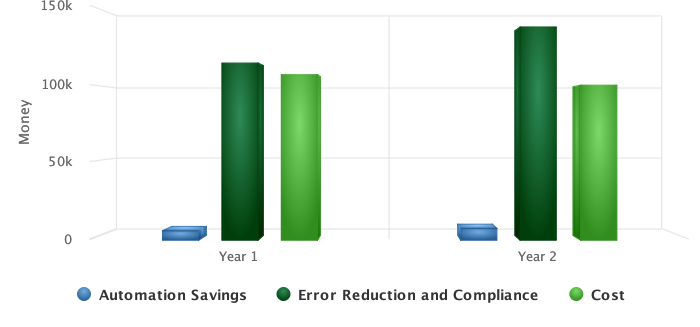 150k
100k
50k
0
Money
Year 1
Year 2
Automation Savings
Error Reduction and Compliance
Cost